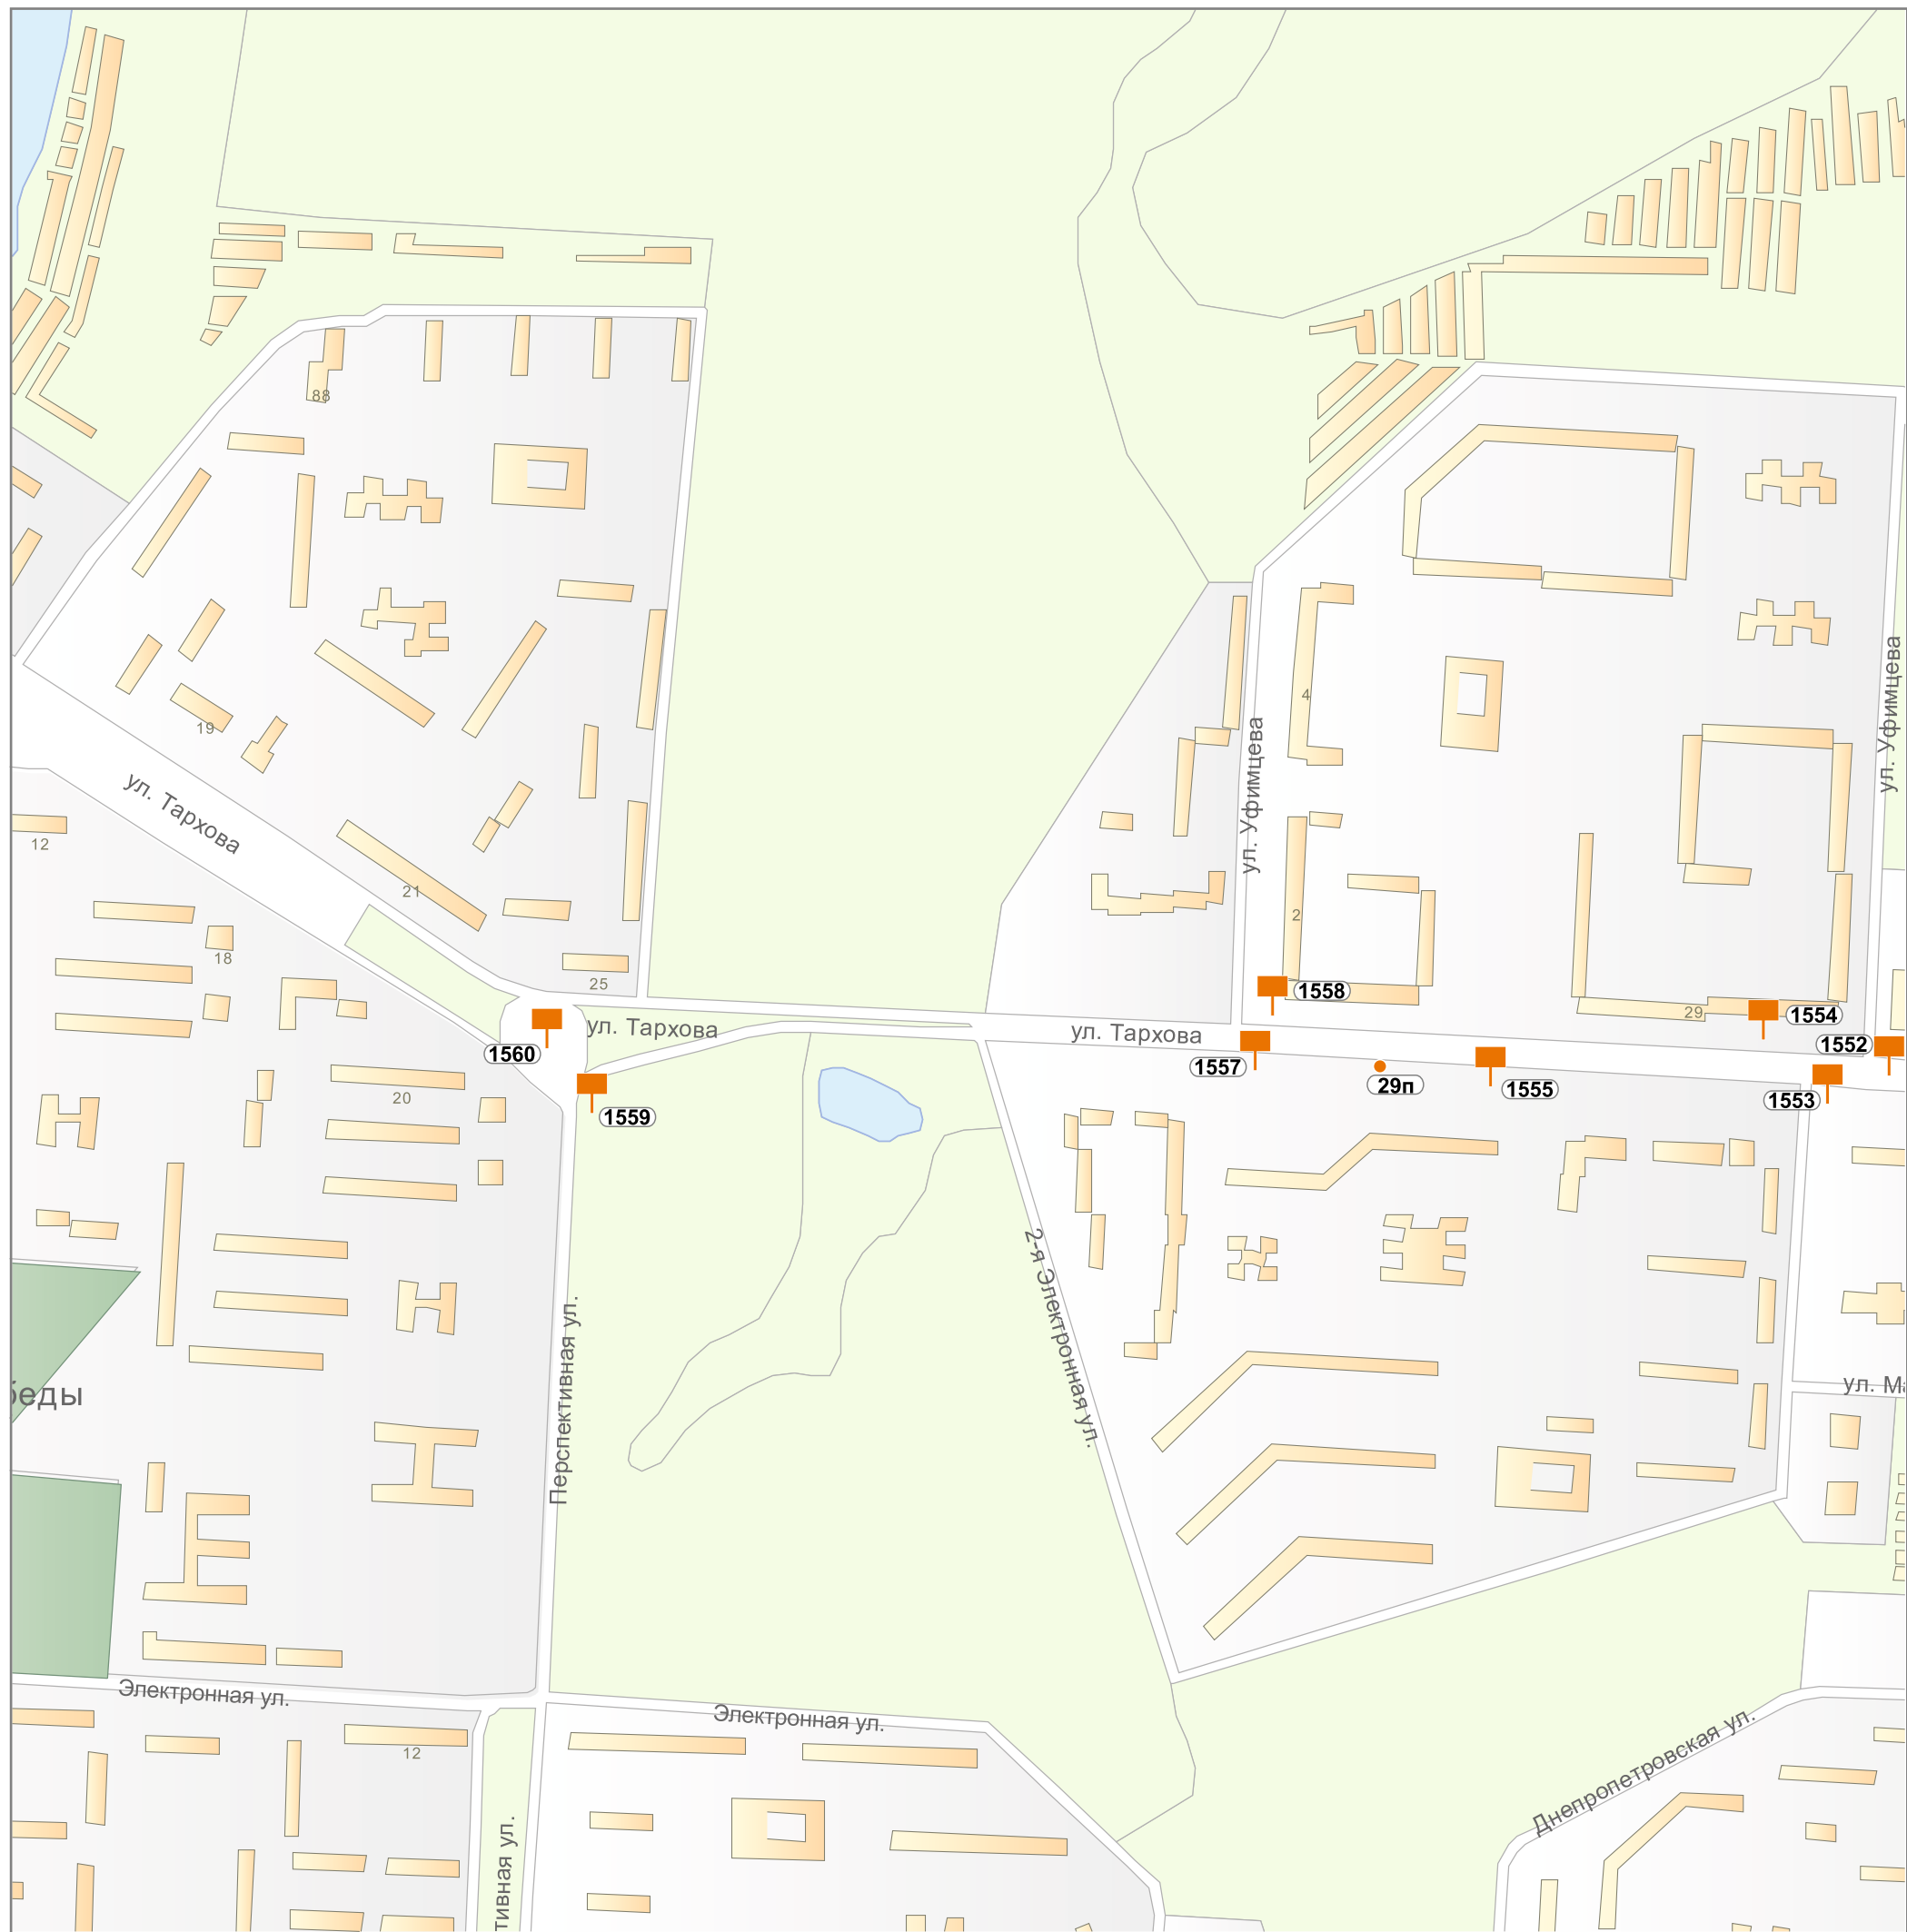 88
4
ул. Уфимцева
19
ул. Уфимцева
ул. Тархова
12
21
2
18
25
1558
29
1554
ул. Тархова
ул. Тархова
1552
1560
1557
29п
1555
1553
20
1559
2-я Электронная ул.
Перспективная ул.
беды
ул. Ма
Электронная ул.
Электронная ул.
12
Днепропетровская ул.
тивная ул.